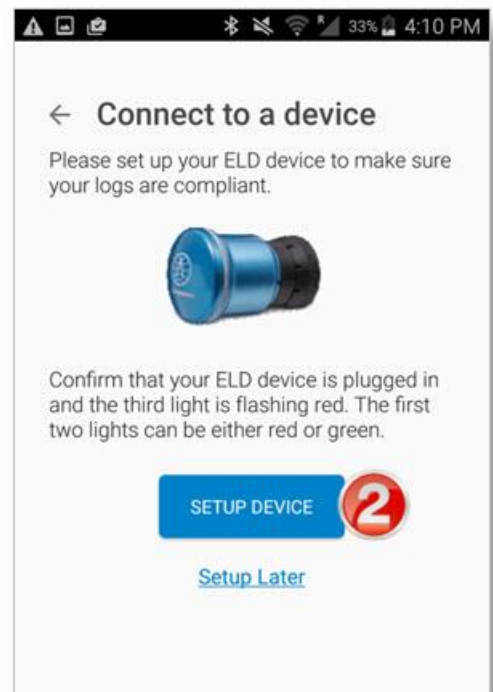 33% 4:10 PM
← Connect to a device
Please set up your ELD device to make sure
your logs are compliant.
Confirm that your ELD device is plugged in
and the third light is flashing red. The first
two lights can be either red or green.
SETUP DEVICE 2
Setup Later